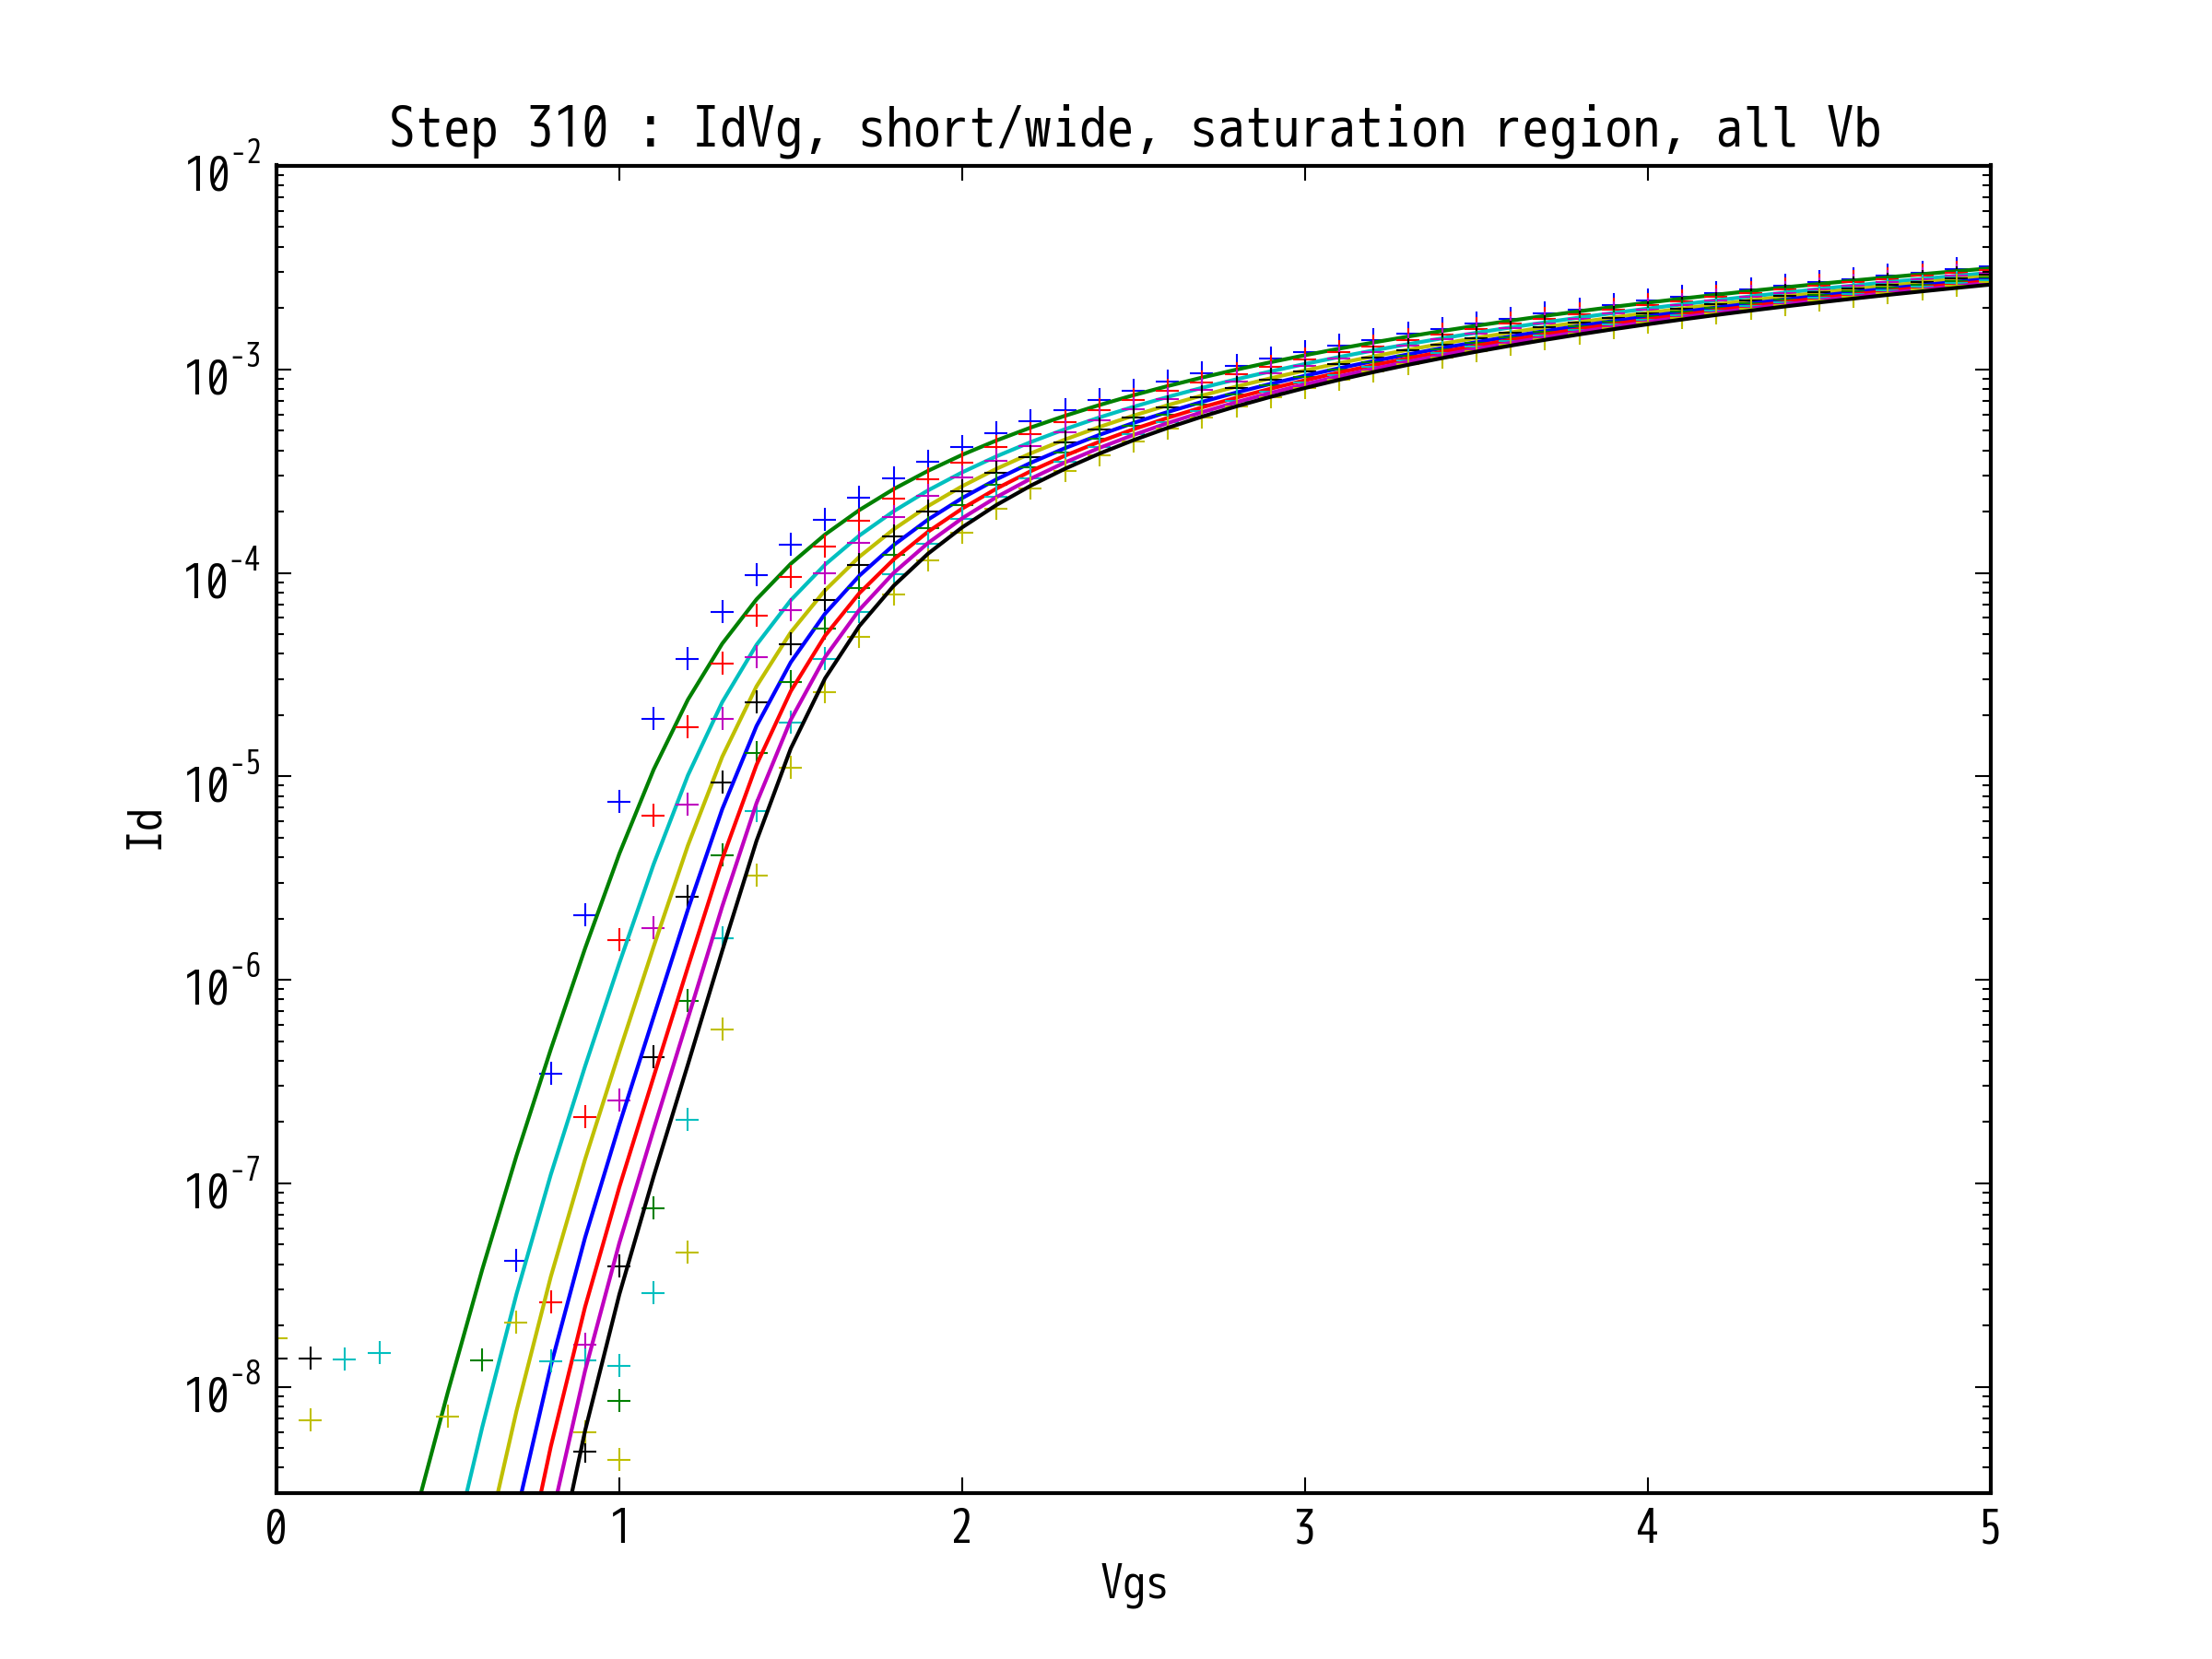 Step 310 : IdVg, short/wide, saturation region, all Vb
10^-2
10^-3
10^-4
10^-5
10^-6
10^-7
10^-8
Id
0 1 2 3 4 5
Vgs